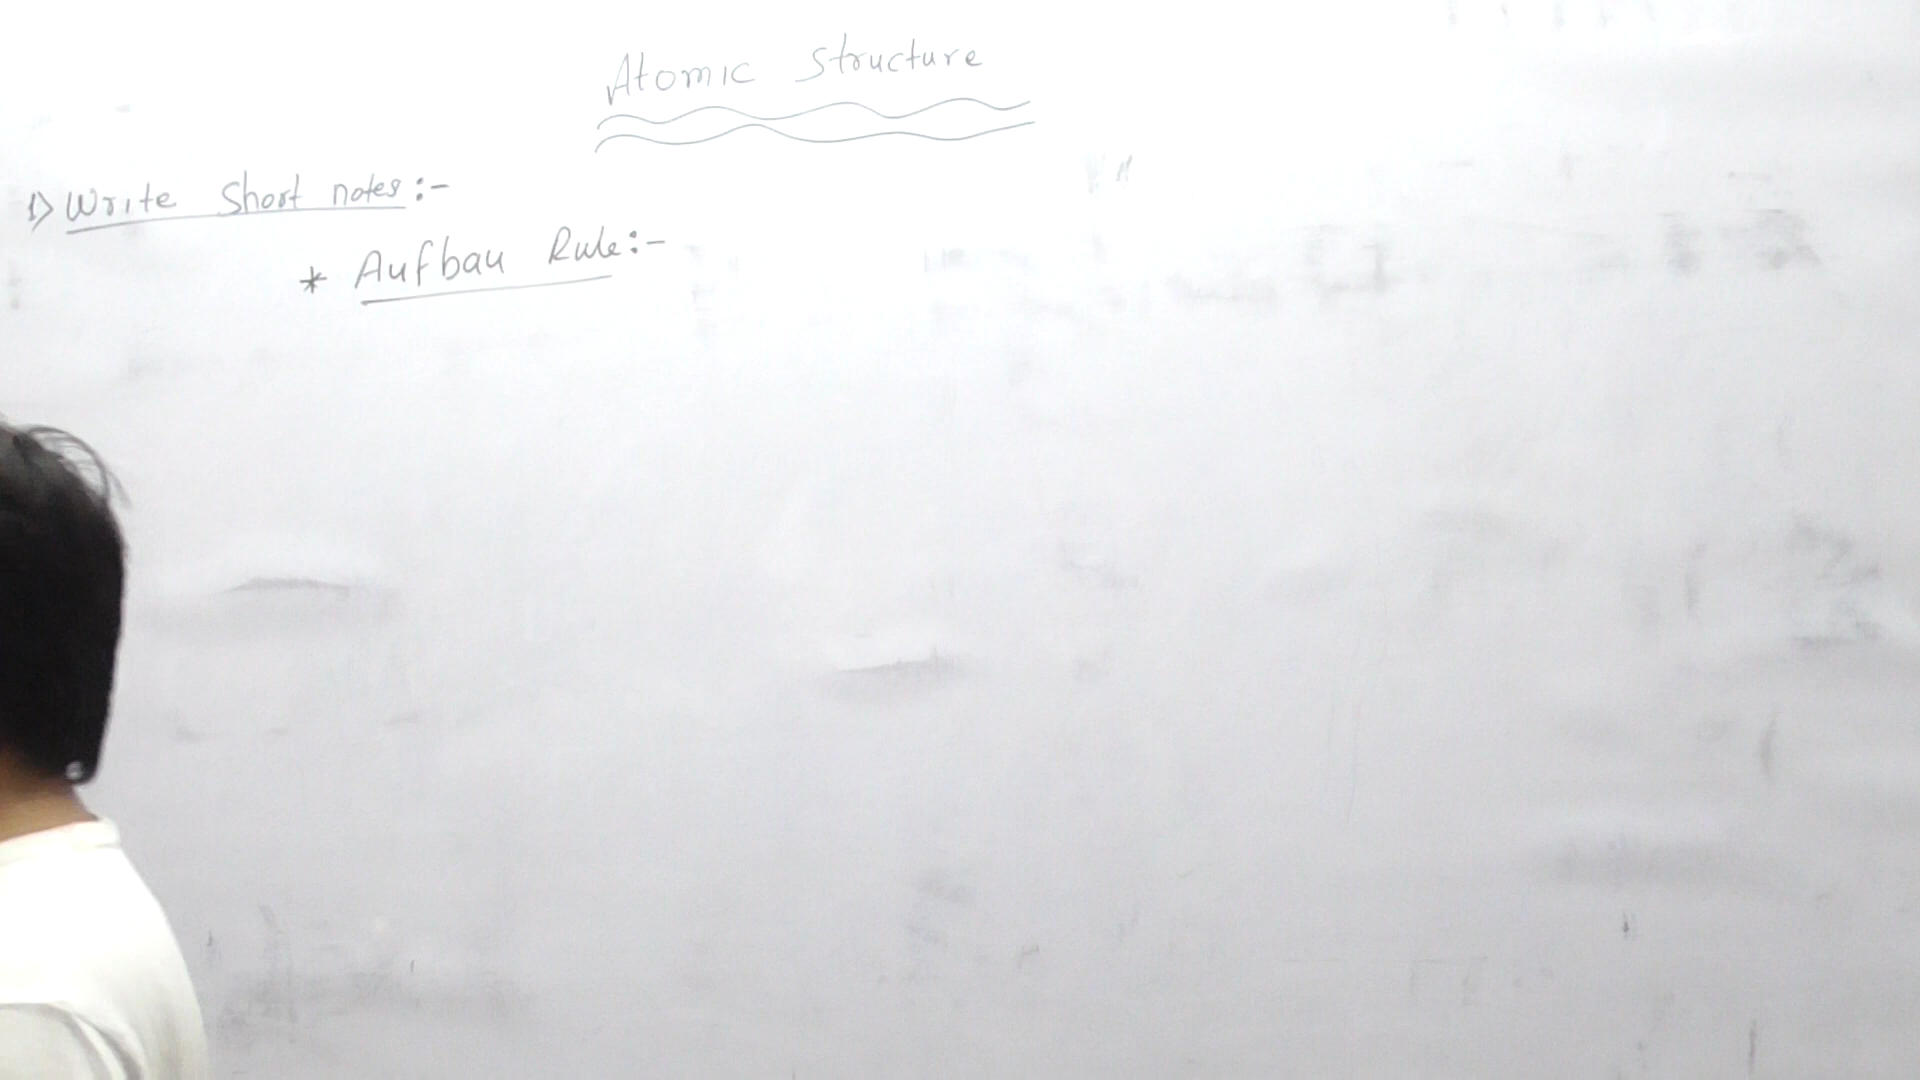 Atomic Structure
1) Write Short notes:-
* Aufbau Rule:-